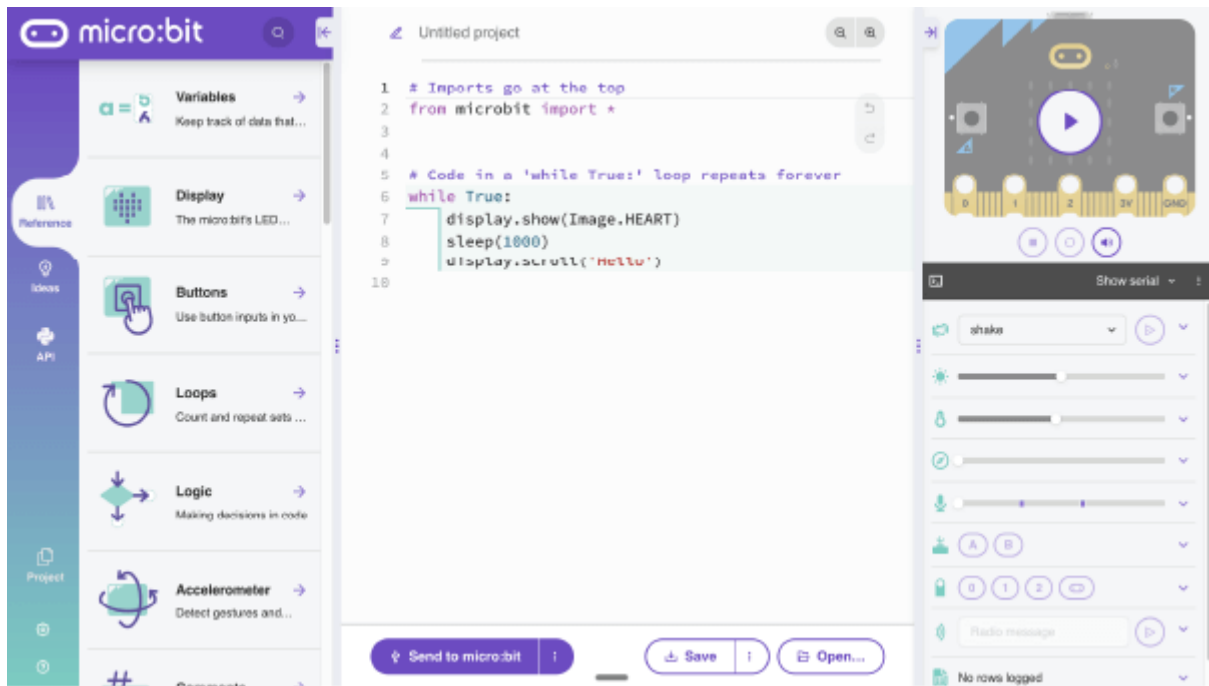 micro:bit
Reference
Ideas
API
Project
Variables
Keep track of data that...
Display
The micro:bit's LED...
Buttons
Use button inputs in yo...
Loops
Count and repeat sets ...
Logic
Making decisions in code
Accelerometer
Detect gestures and...
Comments
Untitled project
1 # Imports go at the top
2 from microbit import *
3
4
5 # Code in a 'while True:' loop repeats forever
6 while True:
7 display.show(Image.HEART)
8 sleep(1000)
9 display.scroll('Hello')
10
Send to micro:bit
Save
Open...
0 1 2 3V GND
Show serial
shake
A B
0 1 2
Radio message
No rows logged